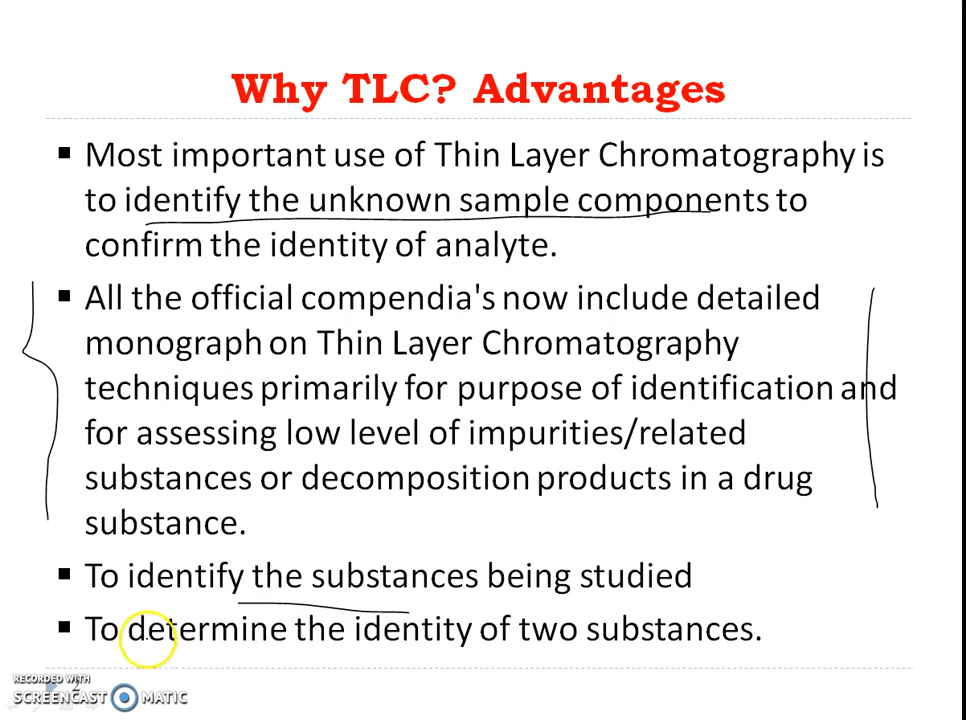 Why TLC? Advantages
▪ Most important use of Thin Layer Chromatography is
to identify the unknown sample components to
confirm the identity of analyte.
▪ All the official compendia's now include detailed
monograph on Thin Layer Chromatography
techniques primarily for purpose of identification and
for assessing low level of impurities/related
substances or decomposition products in a drug
substance.
▪ To identify the substances being studied
▪ To determine the identity of two substances.
RECORDED WITH
2
SCREENCAST MATIC